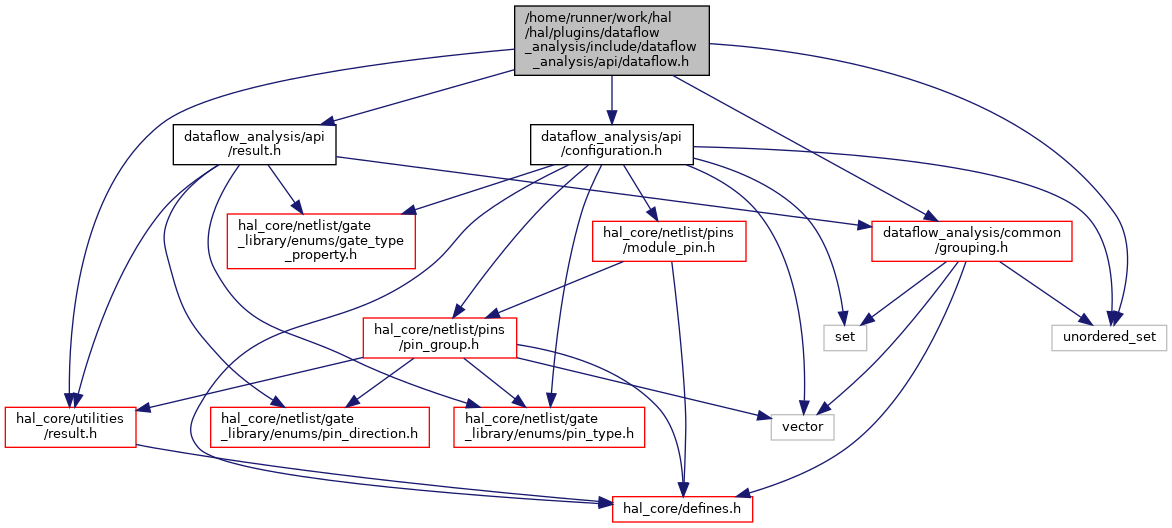 /home/runner/work/hal
/hal/plugins/dataflow
_analysis/include/dataflow
_analysis/api/dataflow.h
dataflow_analysis/api
/result.h
dataflow_analysis/api
/configuration.h
hal_core/netlist/gate
_library/enums/gate_type
_property.h
hal_core/netlist/pins
/module_pin.h
dataflow_analysis/common
/grouping.h
hal_core/netlist/pins
/pin_group.h
set
unordered_set
hal_core/utilities
/result.h
hal_core/netlist/gate
_library/enums/pin_direction.h
hal_core/netlist/gate
_library/enums/pin_type.h
vector
hal_core/defines.h